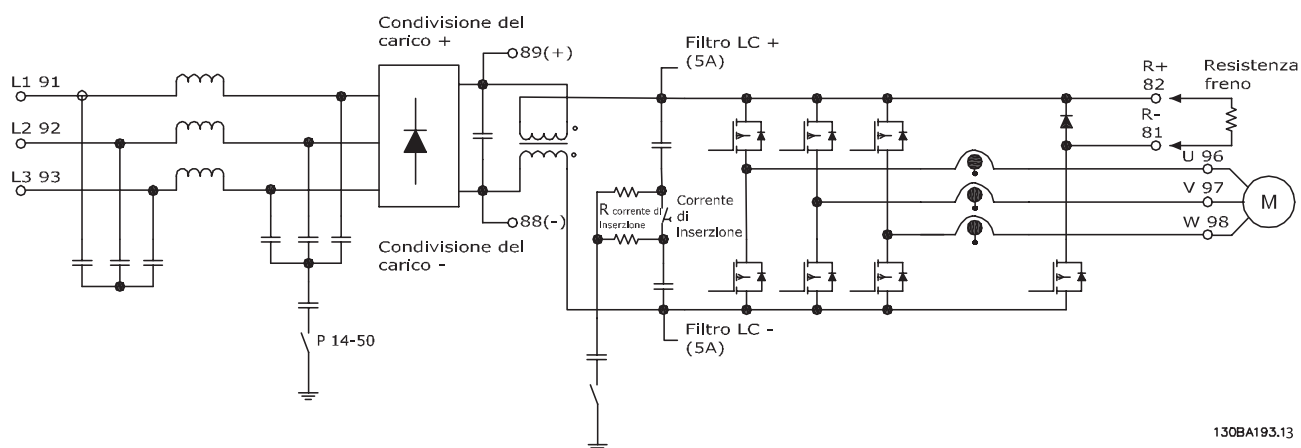 Condivisione del
carico +
89(+)
Filtro LC +
(5A)
R+
82
Resistenza
freno
L1 91
L2 92
R-
81
U 96
L3 93
V 97
M
R corrente di
Inserzione
Corrente
di
Inserzione
88(-)
W 98
Condivisione del
carico -
P 14-50
Filtro LC -
(5A)
130BA193.13